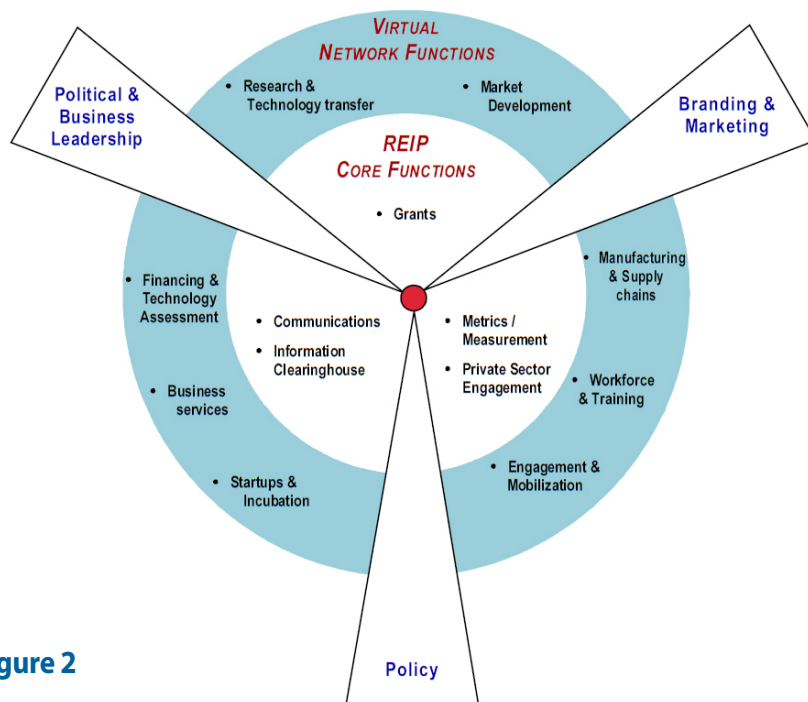 VIRTUAL
NETWORK FUNCTIONS
• Research &
Technology transfer
• Market
Development
Political &
Business
Leadership
Branding &
Marketing
REIP
CORE FUNCTIONS
• Grants
• Financing &
Technology
Assessment
• Manufacturing
& Supply
chains
• Communications
• Information
Clearinghouse
• Metrics /
Measurement
• Private Sector
Engagement
• Business
services
• Workforce
& Training
• Startups &
Incubation
• Engagement &
Mobilization
Policy
gure 2